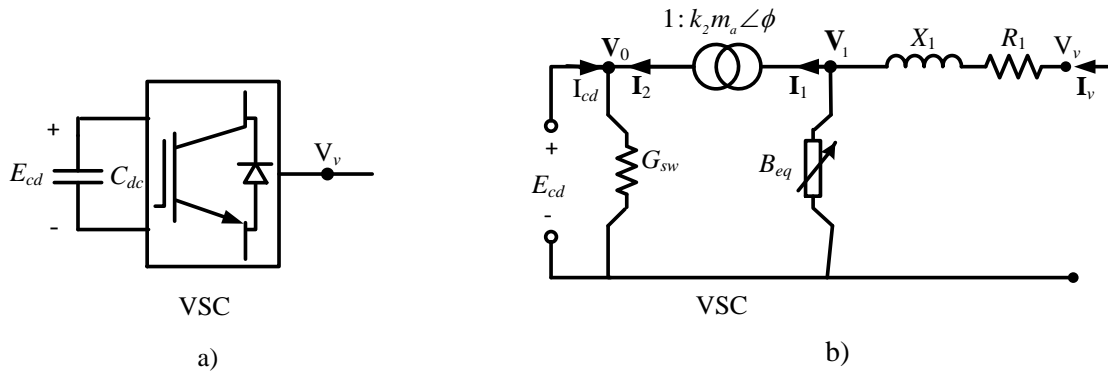 +
E_cd
C_dc
-
V_v
VSC
a)
1:k_2 m_a∠ϕ
V_0
V_1
X_1
R_1
V_v
I_cd
I_2
I_1
I_v
+
E_cd
-
G_sw
B_eq
VSC
b)